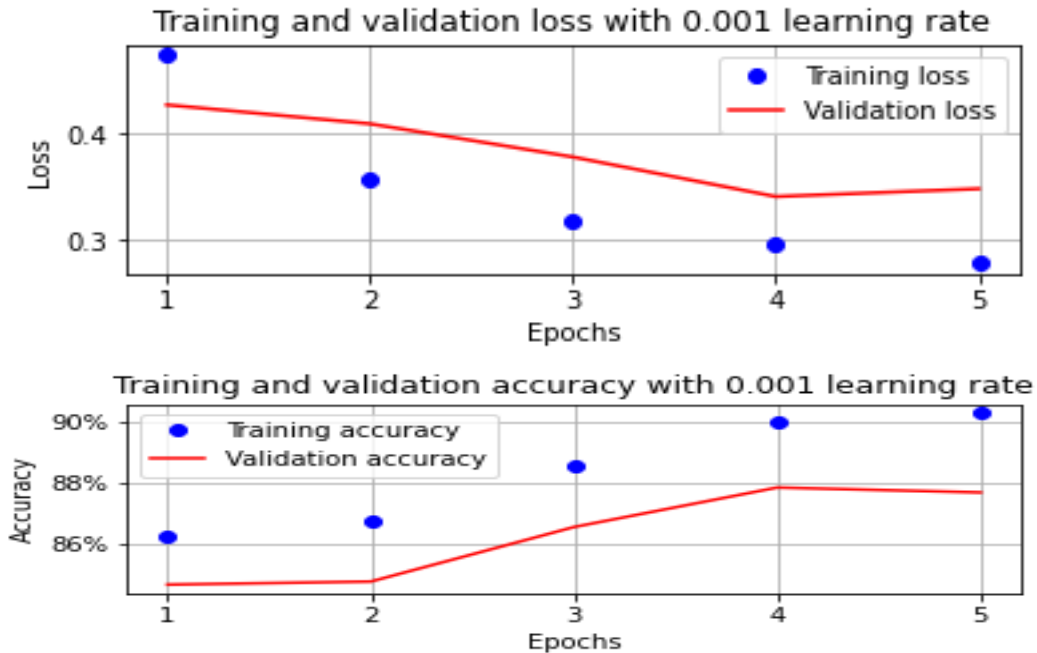 Training and validation loss with 0.001 learning rate
Training loss
Validation loss
0.4
0.3
Loss
1 2 3 4 5
Epochs
Training and validation accuracy with 0.001 learning rate
90%
Training accuracy
Validation accuracy
88%
86%
Accuracy
1 2 3 4 5
Epochs